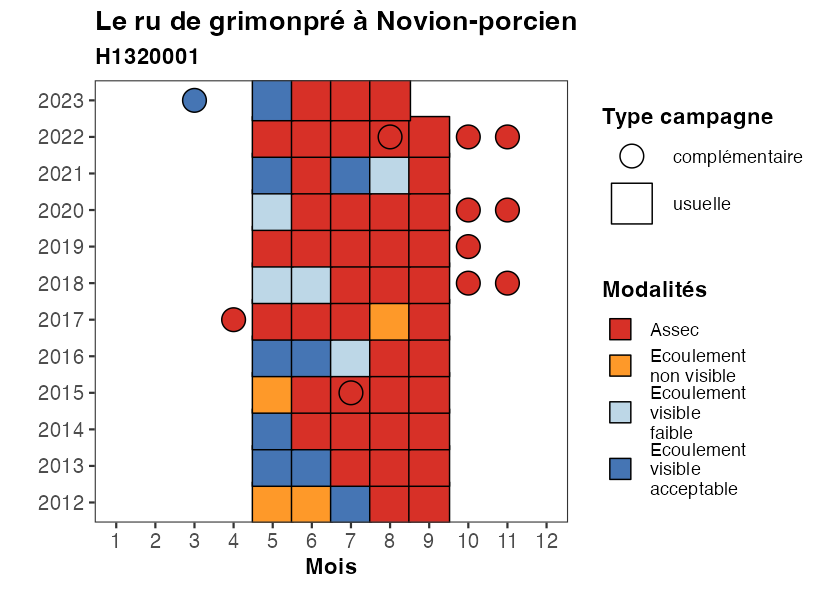 Le ru de grimonpré à Novion-porcien
H1320001
2023
2022
2021
2020
2019
2018
2017
2016
2015
2014
2013
2012
1 2 3 4 5 6 7 8 9 10 11 12
Mois
Type campagne
complémentaire
usuelle
Modalités
Assec
Ecoulement
non visible
Ecoulement
visible
faible
Ecoulement
visible
acceptable